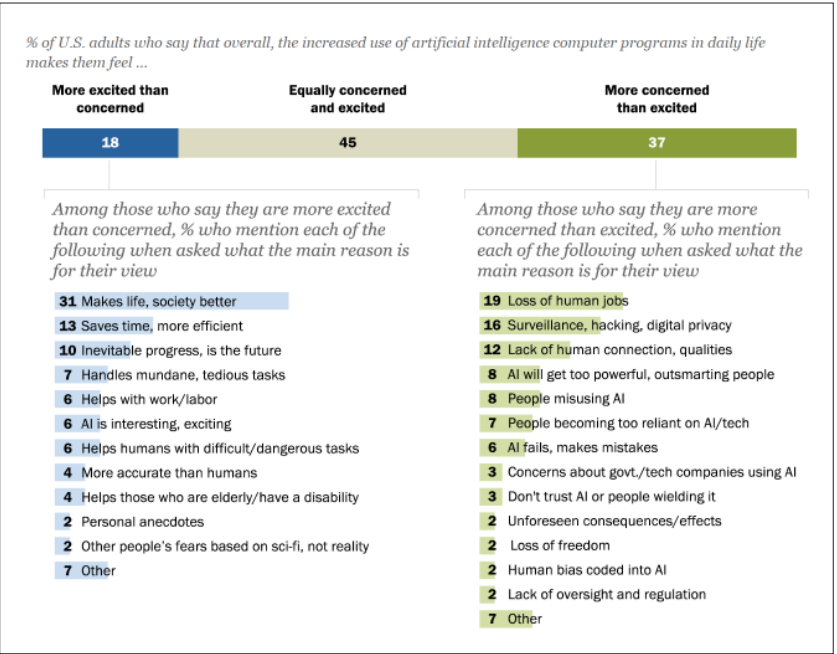 % of U.S. adults who say that overall, the increased use of artificial intelligence computer programs in daily life
makes them feel ...
More excited than
concerned
Equally concerned
and excited
More concerned
than excited
18
45
37
Among those who say they are more excited
than concerned, % who mention each of the
following when asked what the main reason is
for their view
31 Makes life, society better
13 Saves time, more efficient
10 Inevitable progress, is the future
7 Handles mundane, tedious tasks
6 Helps with work/labor
6 AI is interesting, exciting
6 Helps humans with difficult/dangerous tasks
4 More accurate than humans
4 Helps those who are elderly/have a disability
2 Personal anecdotes
2 Other people's fears based on sci-fi, not reality
7 Other
Among those who say they are more
concerned than excited, % who mention
each of the following when asked what the
main reason is for their view
19 Loss of human jobs
16 Surveillance, hacking, digital privacy
12 Lack of human connection, qualities
8 AI will get too powerful, outsmarting people
8 People misusing AI
7 People becoming too reliant on AI/tech
6 AI fails, makes mistakes
3 Concerns about govt./tech companies using AI
3 Don't trust AI or people wielding it
2 Unforeseen consequences/effects
2 Loss of freedom
2 Human bias coded into AI
2 Lack of oversight and regulation
7 Other